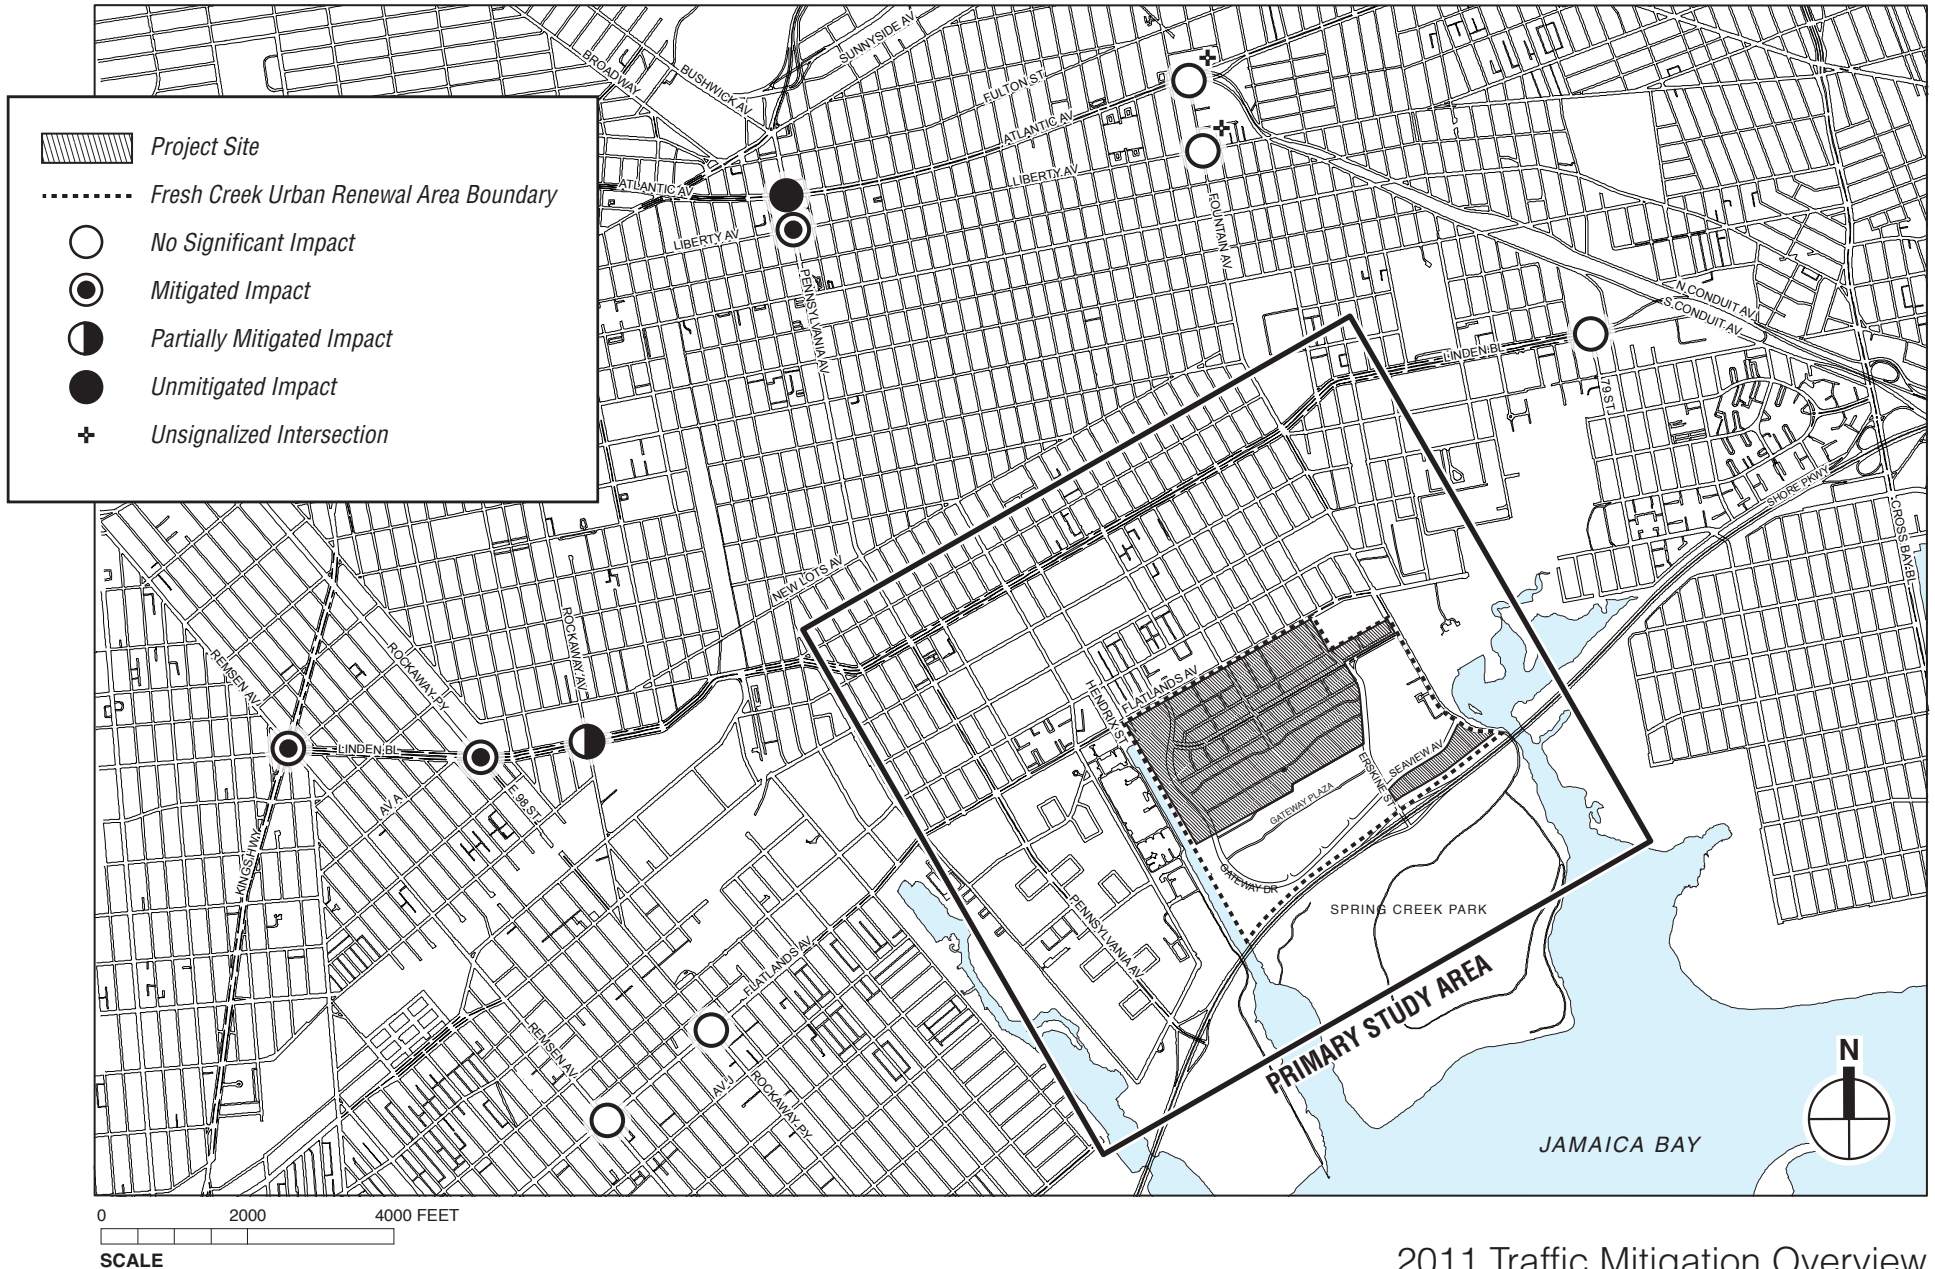 SUNNYSIDE AV
BROADWAY
BUSHWICK AV
FULTON ST
ATLANTIC AV
Project Site
Fresh Creek Urban Renewal Area Boundary
No Significant Impact
Mitigated Impact
Partially Mitigated Impact
Unmitigated Impact
Unsignalized Intersection
ATLANTIC AV
LIBERTY AV
LIBERTY AV
FOUNTAIN AV
PENNSYLVANIA AV
N CONDUIT AV
S CONDUIT AV
LINDEN BL
79 ST
SHORE PKWY
CROSS BAY BL
NEW LOTS AV
ROCKAWAY AV
ROCKAWAY PY
REMSEN AV
LINDEN BL
HENDRIX ST
FLATLANDS AV
SEAVIEW AV
ERSKINE S
GATEWAY PLAZA
GATEWAY DR
AV A
E 98 ST
KINGS HWY
SPRING CREEK PARK
PENNSYLVANIA AV
FLATLANDS AV
PRIMARY STUDY AREA
REMSEN AV
AV J
ROCKAWAY PY
N
JAMAICA BAY
0 2000 4000 FEET
SCALE
2011 Traffic Mitigation Overview